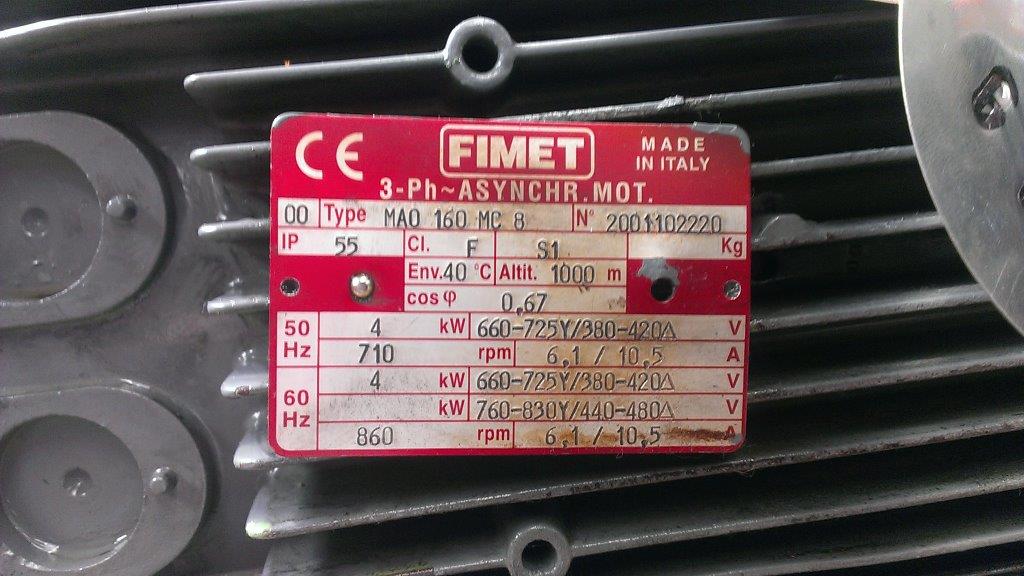 CE FIMET MADE IN ITALY
3-Ph~ASYNCHR.MOT.
00 Type MAO 160 MC 8 N° 2001102220
IP 55 Cl. F S1 Kg
Env.40 °C Altit. 1000 m
cos φ 0,67
50 Hz 4 kW 660-725Y/380-420Δ V
710 rpm 6,1 / 10,5 A
60 Hz 4 kW 660-725Y/380-420Δ V
kW 760-830Y/440-480Δ V
860 rpm 6,1 / 10,5 A